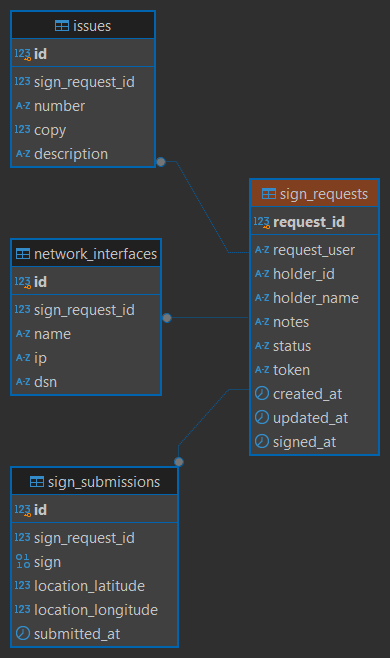 issues
123 id
123 sign_request_id
A-Z number
123 copy
A-Z description
sign_requests
123 request_id
A-Z request_user
A-Z holder_id
A-Z holder_name
A-Z notes
A-Z status
A-Z token
created_at
updated_at
signed_at
network_interfaces
123 id
123 sign_request_id
A-Z name
A-Z ip
A-Z dsn
sign_submissions
123 id
123 sign_request_id
01 10 sign
123 location_latitude
123 location_longitude
submitted_at